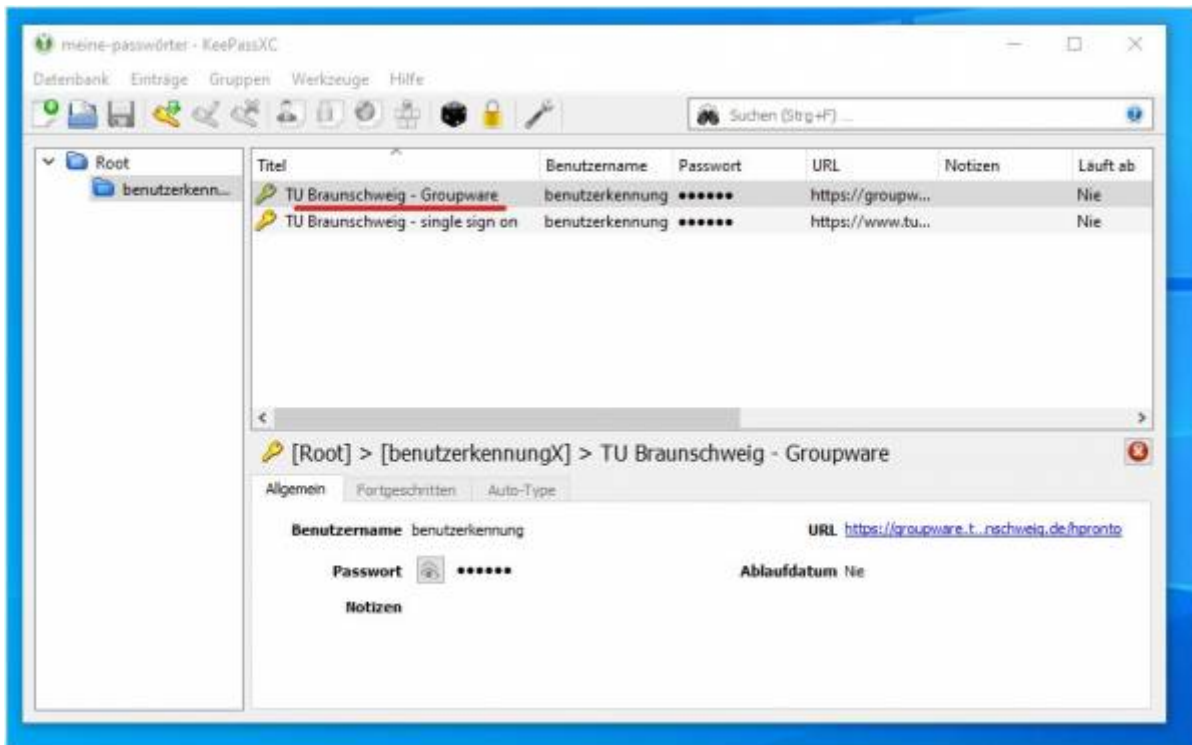 meine-passwörter - KeePassXC
Datenbank Einträge Gruppen Werkzeuge Hilfe
Suchen (Strg+F) ...
Root
benutzerkenn...
Titel Benutzername Passwort URL Notizen Läuft ab
TU Braunschweig - Groupware benutzerkennung ●●●●●● https://groupw... Nie
TU Braunschweig - single sign on benutzerkennung ●●●●●● https://www.tu... Nie
[Root] > [benutzerkennungX] > TU Braunschweig - Groupware
Allgemein Fortgeschritten Auto-Type
Benutzername benutzerkennung URL https://groupware.t...nschweig.de/hpronto
Passwort ●●●●●● Ablaufdatum Nie
Notizen